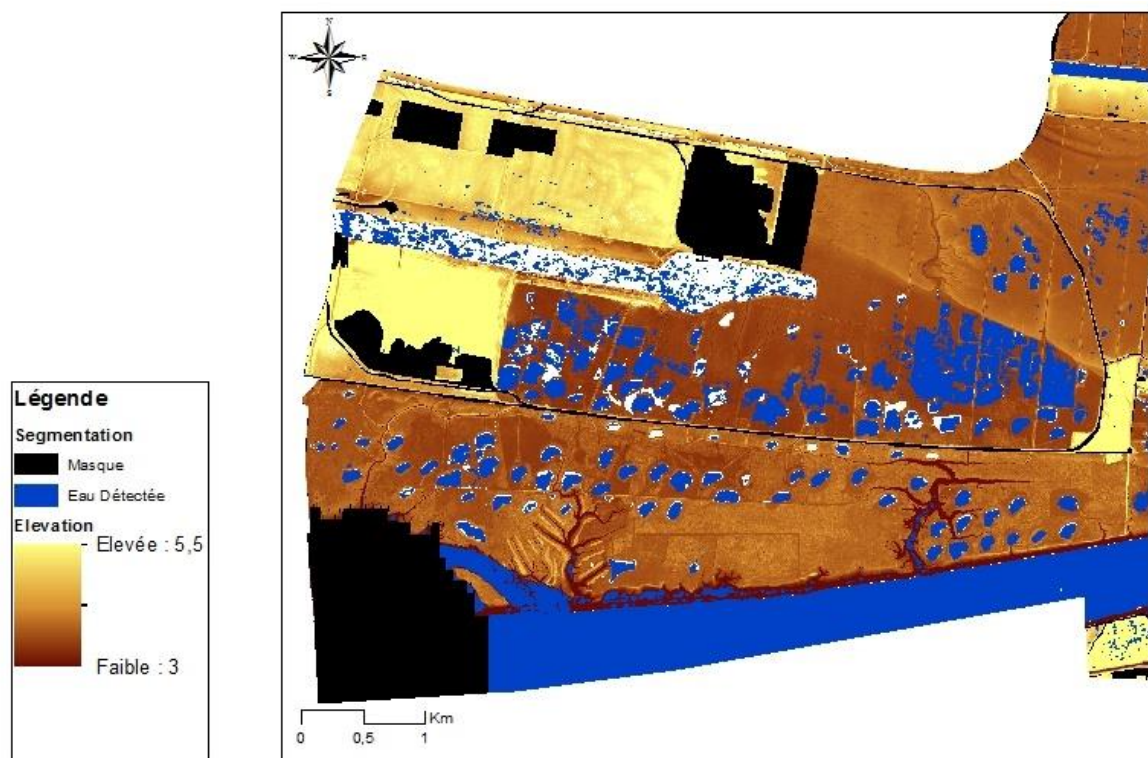 N
W
E
S
Légende
Segmentation
Masque
Eau Détectée
Elevation
Elevée : 5,5
Faible : 3
Km
0 0,5 1